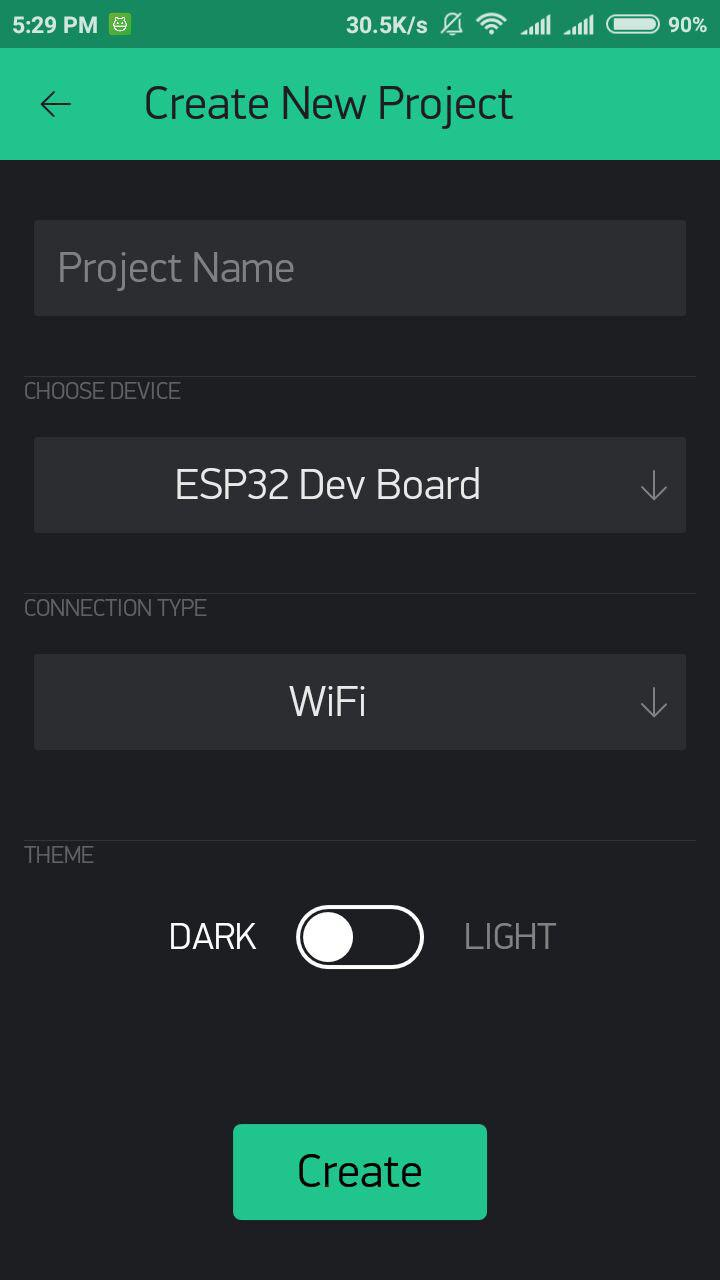 5:29 PM 30.5K/s 90%
Create New Project
Project Name
CHOOSE DEVICE
ESP32 Dev Board
CONNECTION TYPE
WiFi
THEME
DARK LIGHT
Create